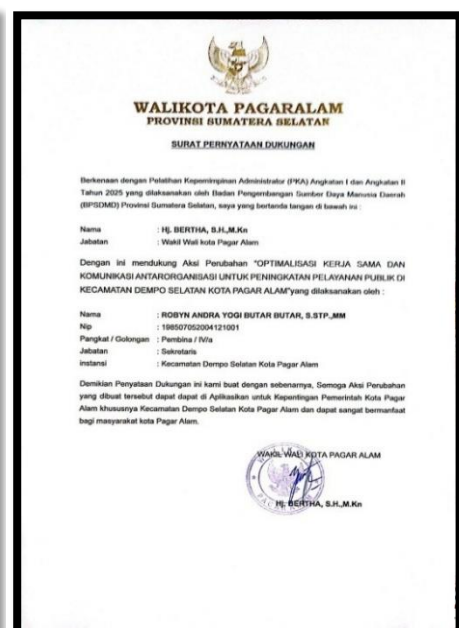 WALIKOTA PAGARALAM
PROVINSI SUMATERA SELATAN
SURAT PERNYATAAN DUKUNGAN
Berkenaan dengan Pelatihan Kepemimpinan Administrator (PKA) Angkatan I dan Angkatan II
Tahun 2025 yang dilaksanakan oleh Badan Pengembangan Sumber Daya Manusia Daerah
(BPSDMD) Provinsi Sumatera Selatan, saya yang bertanda tangan di bawah ini :
Nama : Hj. BERTHA, S.H.,M.Kn
Jabatan : Wakil Wali kota Pagar Alam
Dengan ini mendukung Aksi Perubahan "OPTIMALISASI KERJA SAMA DAN
KOMUNIKASI ANTARORGANISASI UNTUK PENINGKATAN PELAYANAN PUBLIK DI
KECAMATAN DEMPO SELATAN KOTA PAGAR ALAM"yang dilaksanakan oleh :
Nama : ROBYN ANDRA YOGI BUTAR BUTAR, S.STP.,MM
Nip : 198507052004121001
Pangkat / Golongan : Pembina / IV/a
Jabatan : Sekretaris
instansi : Kecamatan Dempo Selatan Kota Pagar Alam
Demikian Penyataan Dukungan ini kami buat dengan sebenarnya, Semoga Aksi Perubahan
yang dibuat tersebut dapat dapat di Aplikasikan untuk Kepentingan Pemerintah Kota Pagar
Alam khususnya Kecamatan Dempo Selatan Kota Pagar Alam dan dapat sangat bermanfaat
bagi masyarakat kota Pagar Alam.
WAKIL WALI KOTA PAGAR ALAM
Hj. BERTHA, S.H.,M.Kn